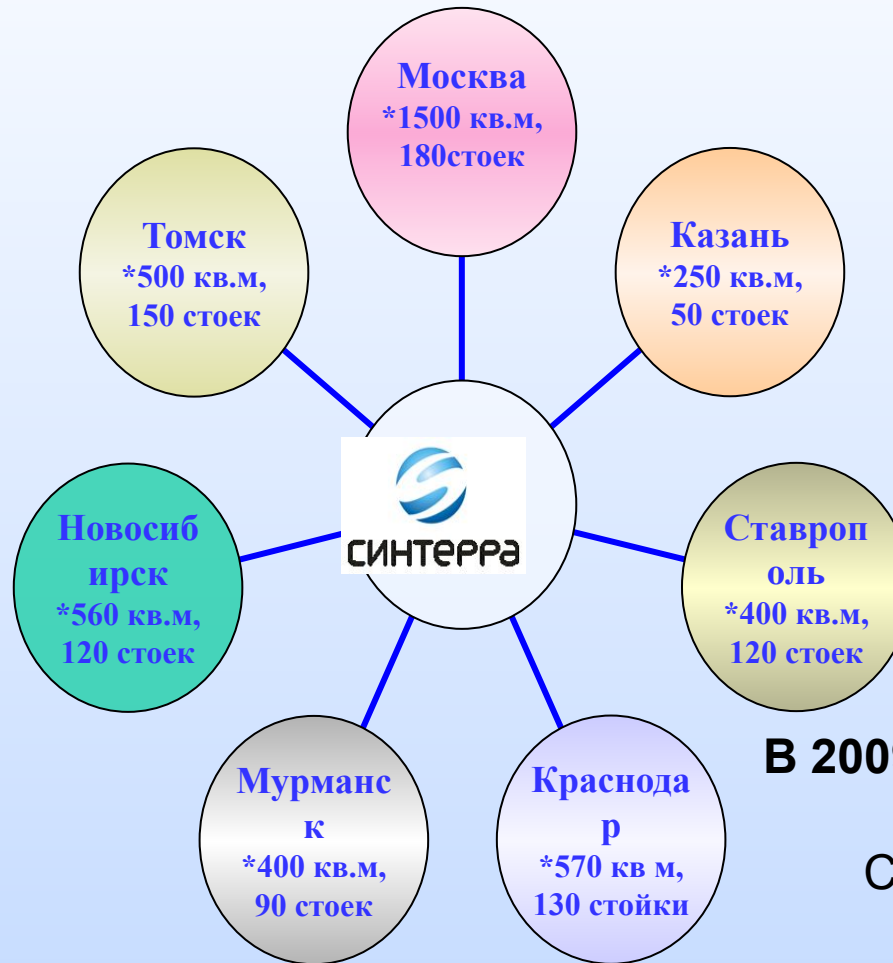 Москва
*1500 кв.м,
180стоек
Томск
*500 кв.м,
150 стоек
Казань
*250 кв.м,
50 стоек
Новосиб
ирск
*560 кв.м,
120 стоек
синтерра
Ставроп
оль
*400 кв.м,
120 стоек
Мурманс
к
*400 кв.м,
90 стоек
Краснода
р
*570 кв м,
130 стойки
В 200
С